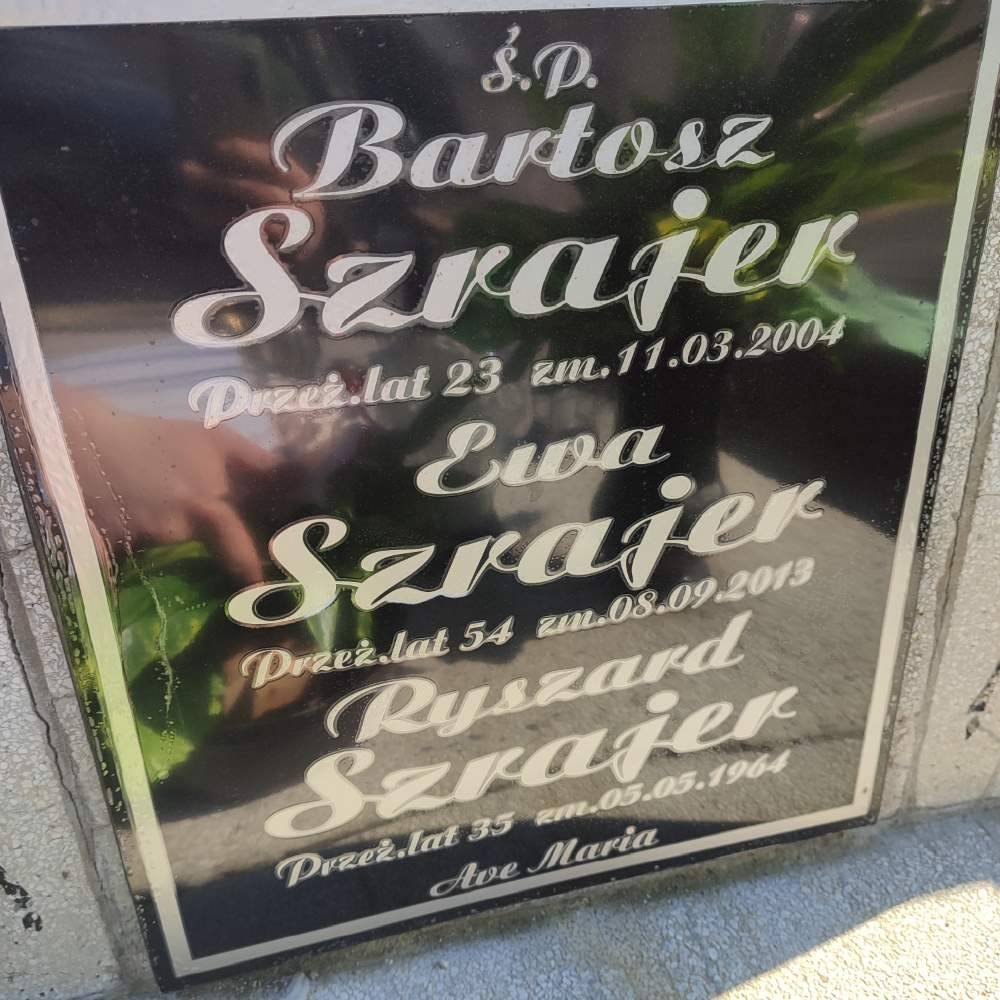 Ś.P.
Bartosz
Szrajer
Przeż.lat 23 zm.11.03.2004
Ewa
Szrajer
Przeż.lat 54 zm.08.09.2013
Ryszard
Szrajer
Przeż.lat 35 zm.05.05.1964
Ave Maria